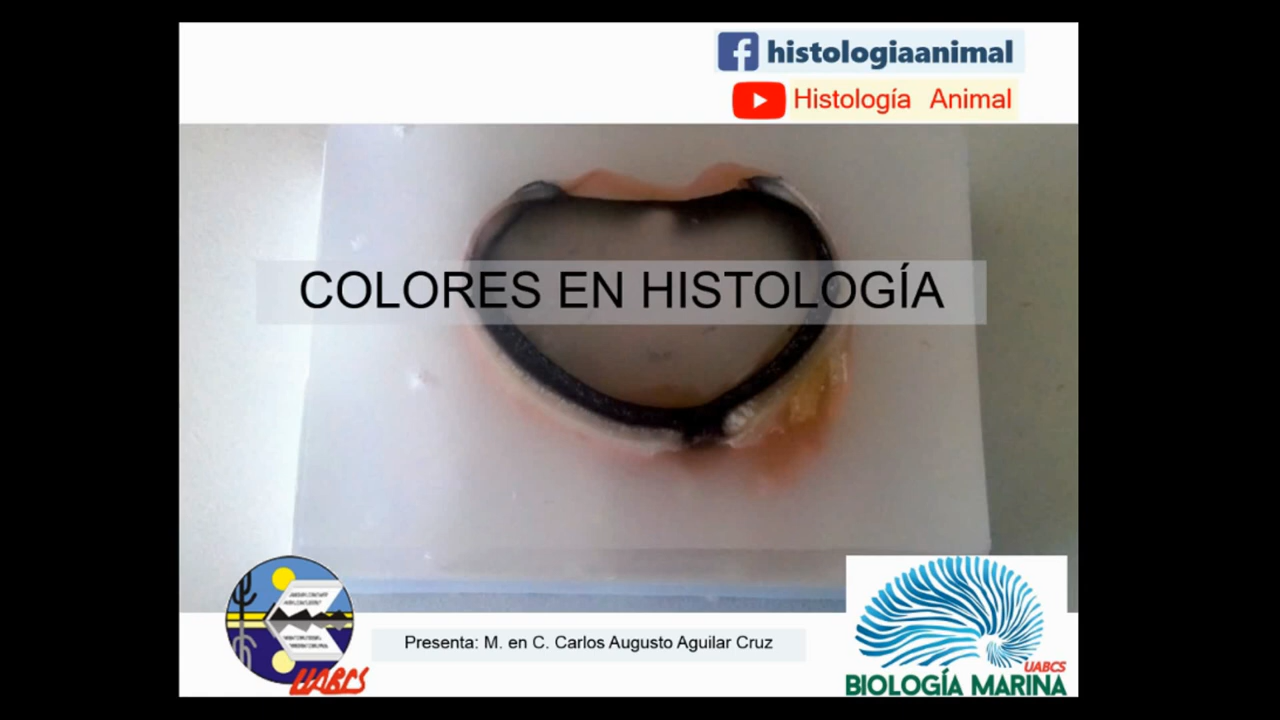 histologiaanimal
Histología Animal
COLORES EN HISTOLOGÍA
Presenta: M. en C. Carlos Augusto Aguilar Cruz
UABCS
UABCS
BIOLOGÍA MARINA